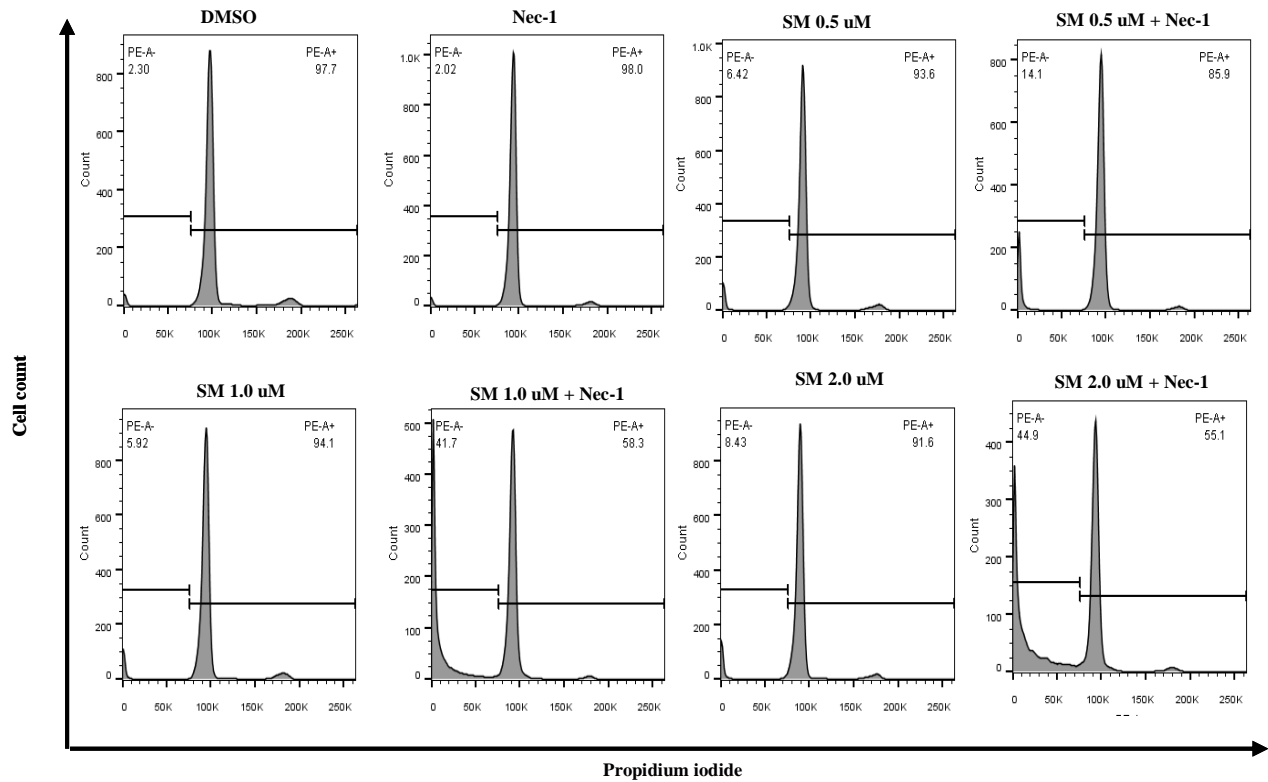 DMSO
PE-A- PE-A+
2.30 97.7
800
600
400
200
0
Count
0 50K 100K 150K 200K 250K
Nec-1
PE-A- PE-A+
2.02 98.0
1.0K
800
600
400
200
0
Count
0 50K 100K 150K 200K 250K
SM 0.5 uM
PE-A- PE-A+
6.42 93.6
1.0K
800
600
400
200
0
Count
0 50K 100K 150K 200K 250K
SM 0.5 uM + Nec-1
PE-A- PE-A+
14.1 85.9
800
600
400
200
0
Count
0 50K 100K 150K 200K 250K
SM 1.0 uM
PE-A- PE-A+
5.92 94.1
800
600
400
200
0
Count
0 50K 100K 150K 200K 250K
SM 1.0 uM + Nec-1
PE-A- PE-A+
41.7 58.3
500
400
300
200
100
0
Count
0 50K 100K 150K 200K 250K
SM 2.0 uM
PE-A- PE-A+
8.43 91.6
800
600
400
200
0
Count
0 50K 100K 150K 200K 250K
SM 2.0 uM + Nec-1
PE-A- PE-A+
44.9 55.1
400
300
200
100
0
Count
0 50K 100K 150K 200K 250K
Cell count
Propidium iodide